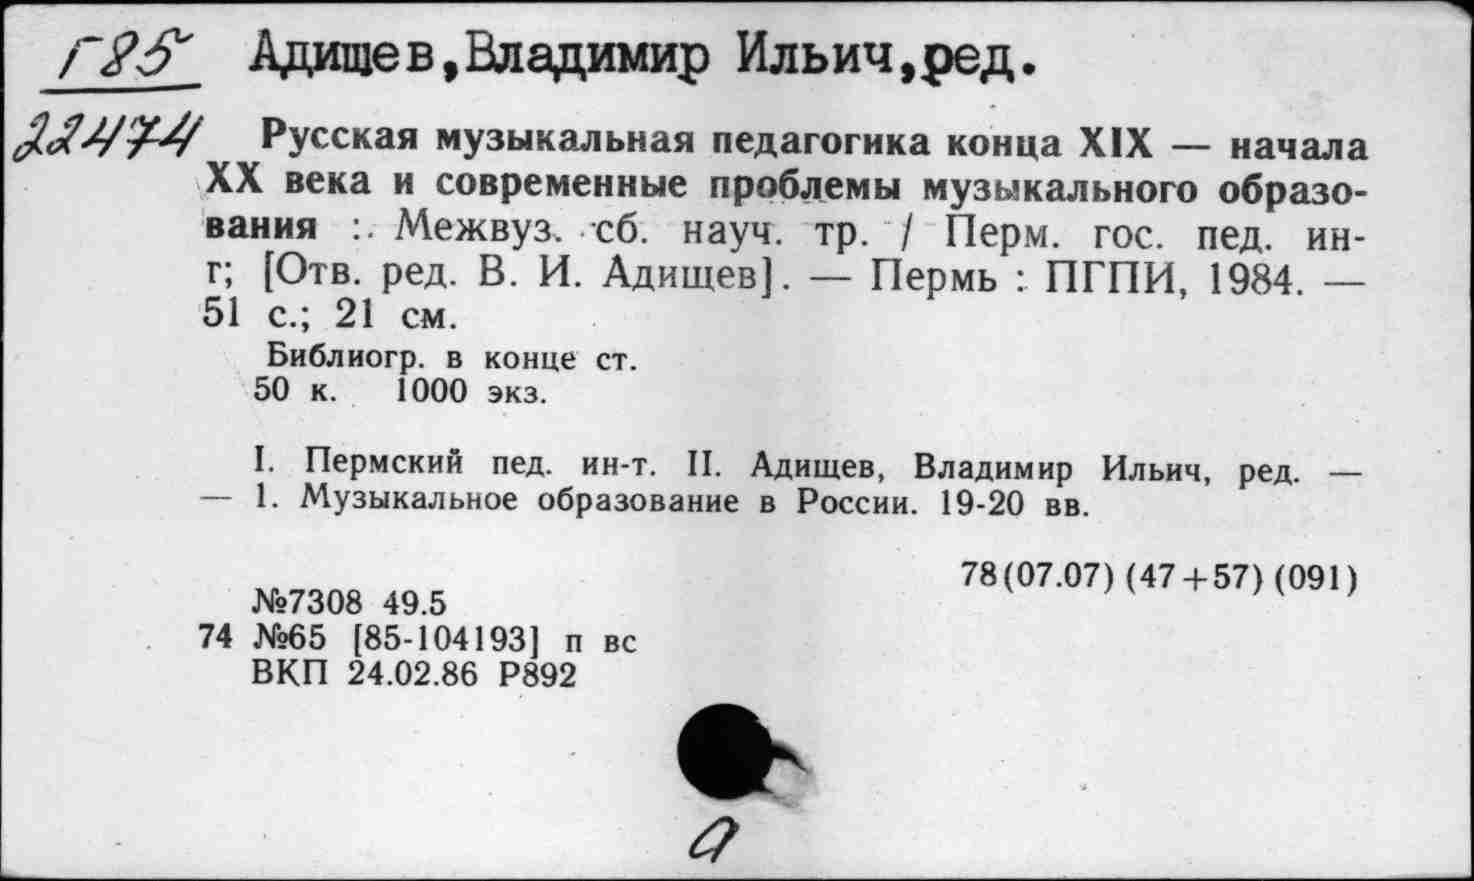 Г85 Адищев,Владимир Ильич,ред.
22474 Русская музыкальная педагогика конца XIX — начала
XX века и современные проблемы музыкального образо-
вания : Межвуз. сб. науч. тр. / Перм. гос. пед. ин-
т; [Отв. ред. В. И. Адищев]. — Пермь : ПГПИ, 1984. —
51 с.; 21 см.
Библиогр. в конце ст.
50 к. 1000 экз.
I. Пермский пед. ин-т. II. Адищев, Владимир Ильич, ред. —
— 1. Музыкальное образование в России. 19-20 вв.
78(07.07) (47+57) (091)
№7308 49.5
74 №65 [85-104193] п вс
ВКП 24.02.86 Р892
а